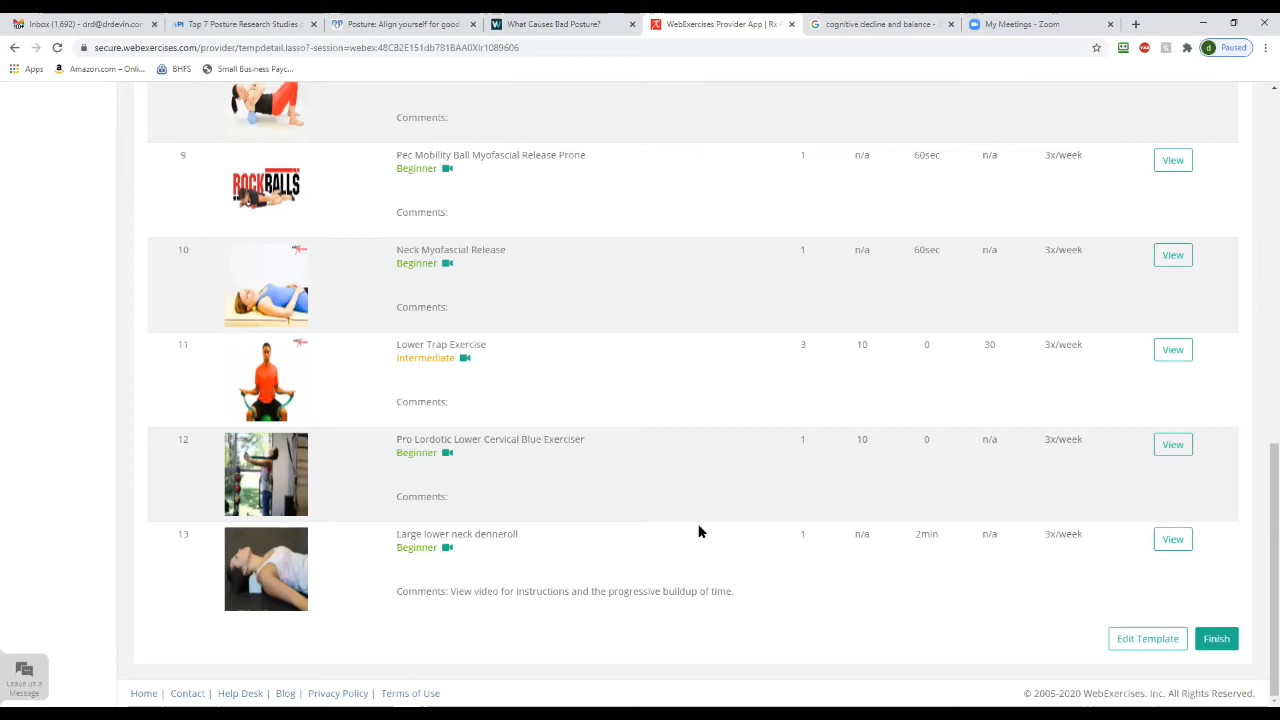 Inbox (1,692) - drd@drdevin.com
Top 7 Posture Research Studies
Posture: Align yourself for good
What Causes Bad Posture?
WebExercises Provider App | Rx
cognitive decline and balance -
My Meetings - Zoom
secure.webexercises.com/provider/tempdetail.lasso?-session=webex:48CB2E151db781BAA0Xlr1089606
Paused
Apps Amazon.com – Onli... BHFS Small Business Payc...
Comments:
9 Pec Mobility Ball Myofascial Release Prone 1 n/a 60sec n/a 3x/week View
Beginner
ROCKBALLS
Comments:
10 Neck Myofascial Release 1 n/a 60sec n/a 3x/week View
Beginner
Comments:
11 Lower Trap Exercise 3 10 0 30 3x/week View
Intermediate
Comments:
12 Pro Lordotic Lower Cervical Blue Exerciser 1 10 0 n/a 3x/week View
Beginner
Comments:
13 Large lower neck denneroll 1 n/a 2min n/a 3x/week View
Beginner
Comments: View video for instructions and the progressive buildup of time.
Edit Template Finish
Leave us a
Message
Home | Contact | Help Desk | Blog | Privacy Policy | Terms of Use
© 2005-2020 WebExercises. Inc. All Rights Reserved.